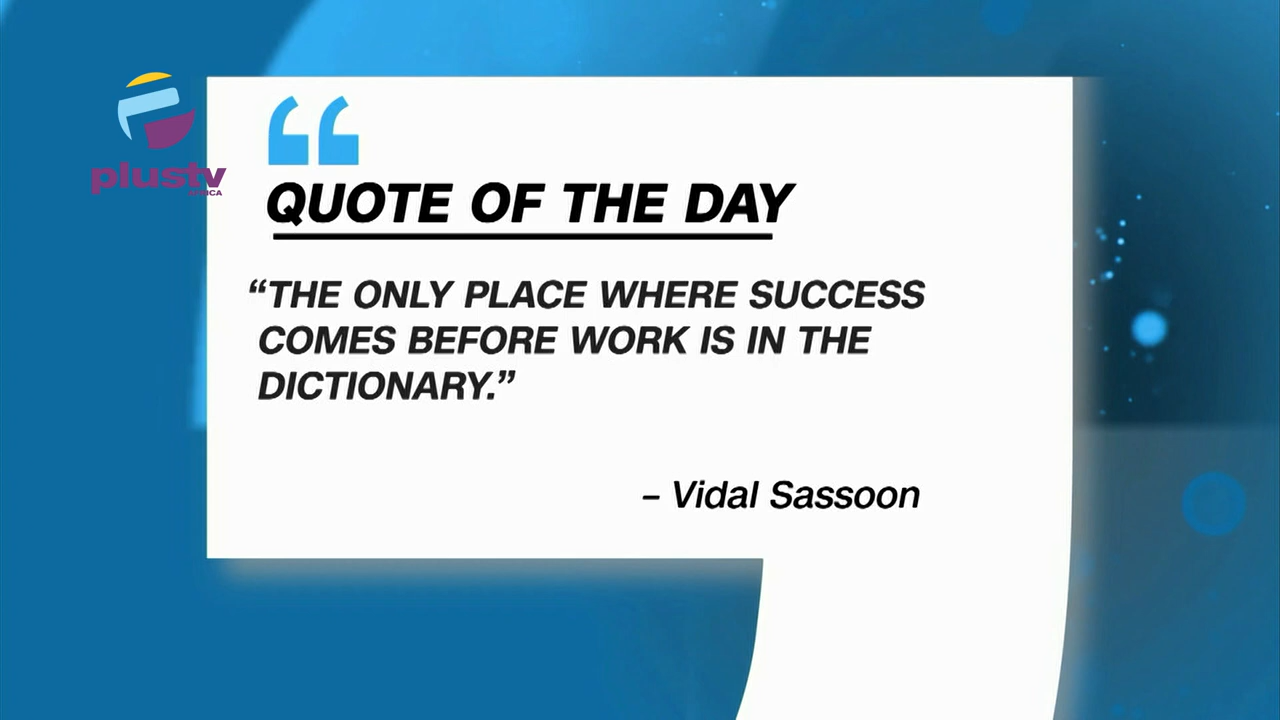 plustv
AFRICA
“
QUOTE OF THE DAY
“THE ONLY PLACE WHERE SUCCESS
COMES BEFORE WORK IS IN THE
DICTIONARY.”
– Vidal Sassoon